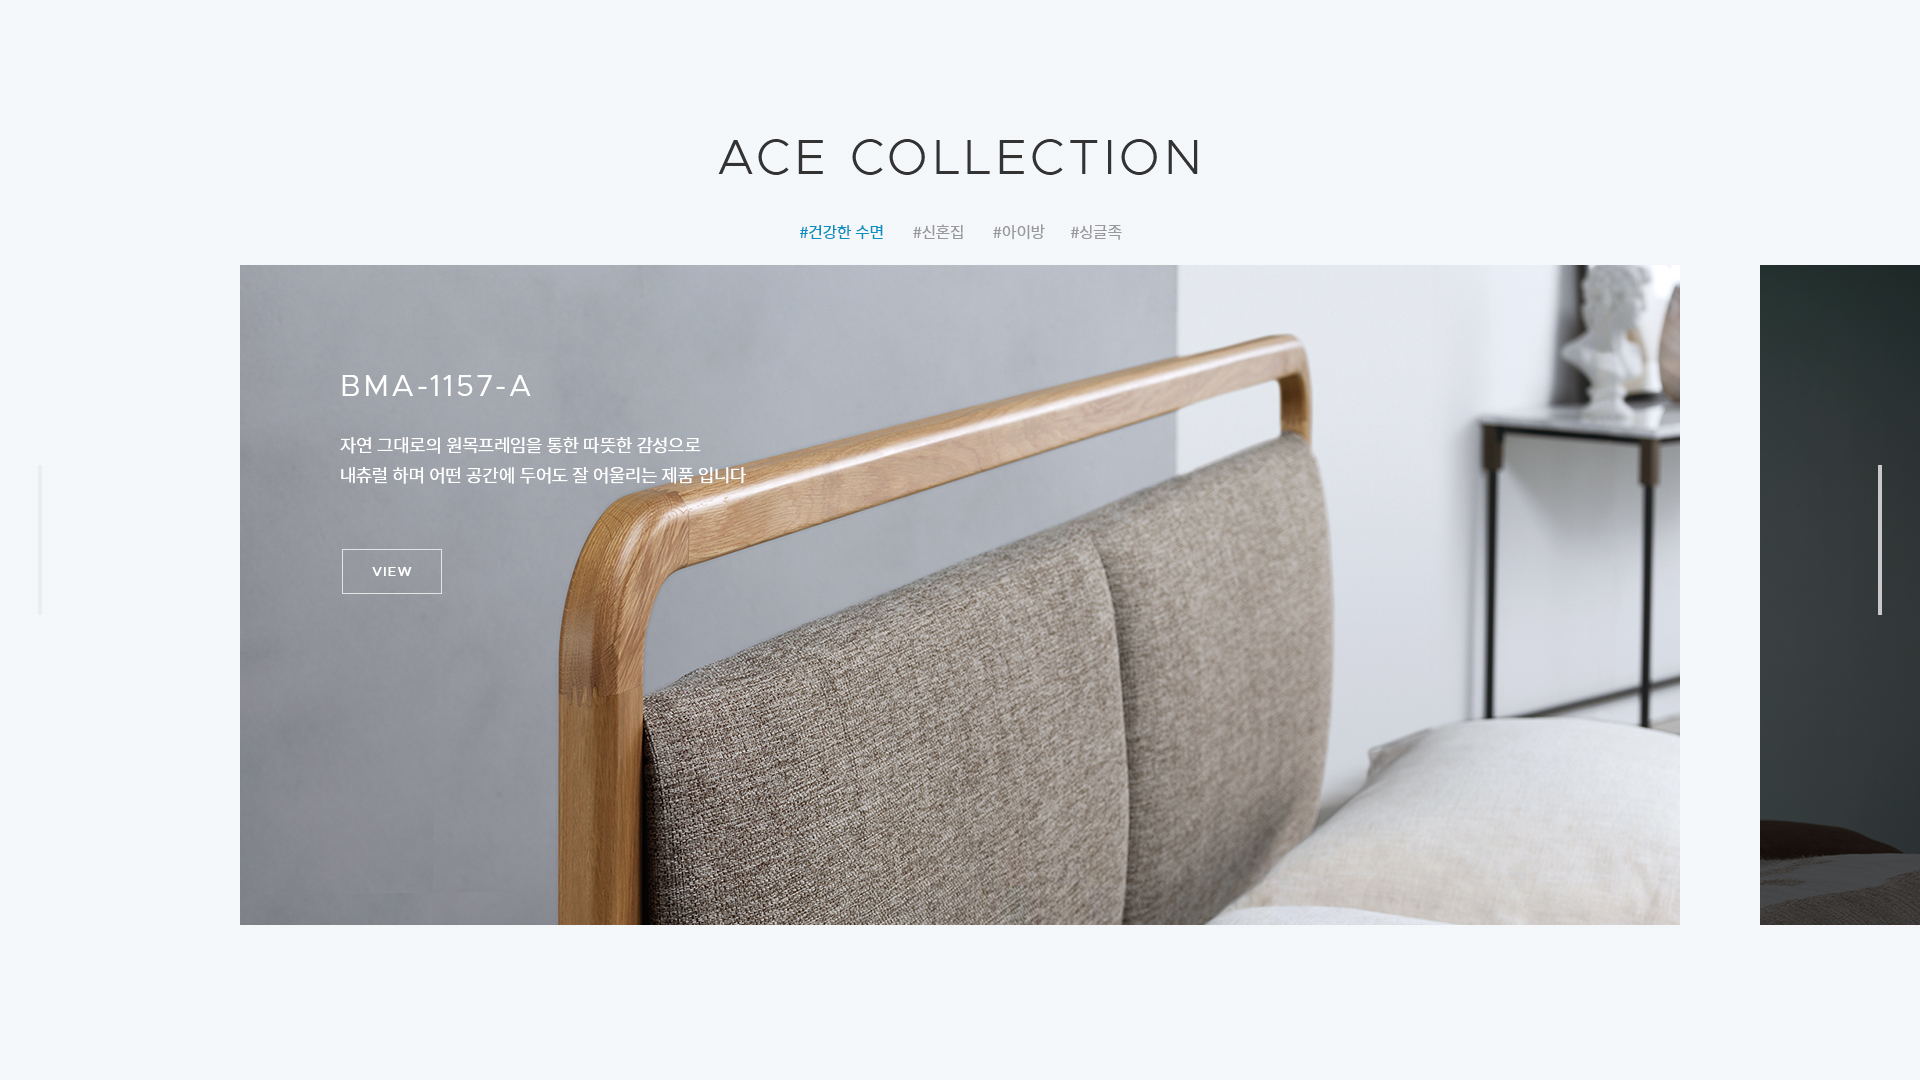 ACE COLLECTION
#건강한 수면 #신혼집 #아이방 #싱글족
BMA-1157-A
자연 그대로의 원목프레임을 통한 따뜻한 감성으로
내츄럴 하며 어떤 공간에 두어도 잘 어울리는 제품 입니다
VIEW